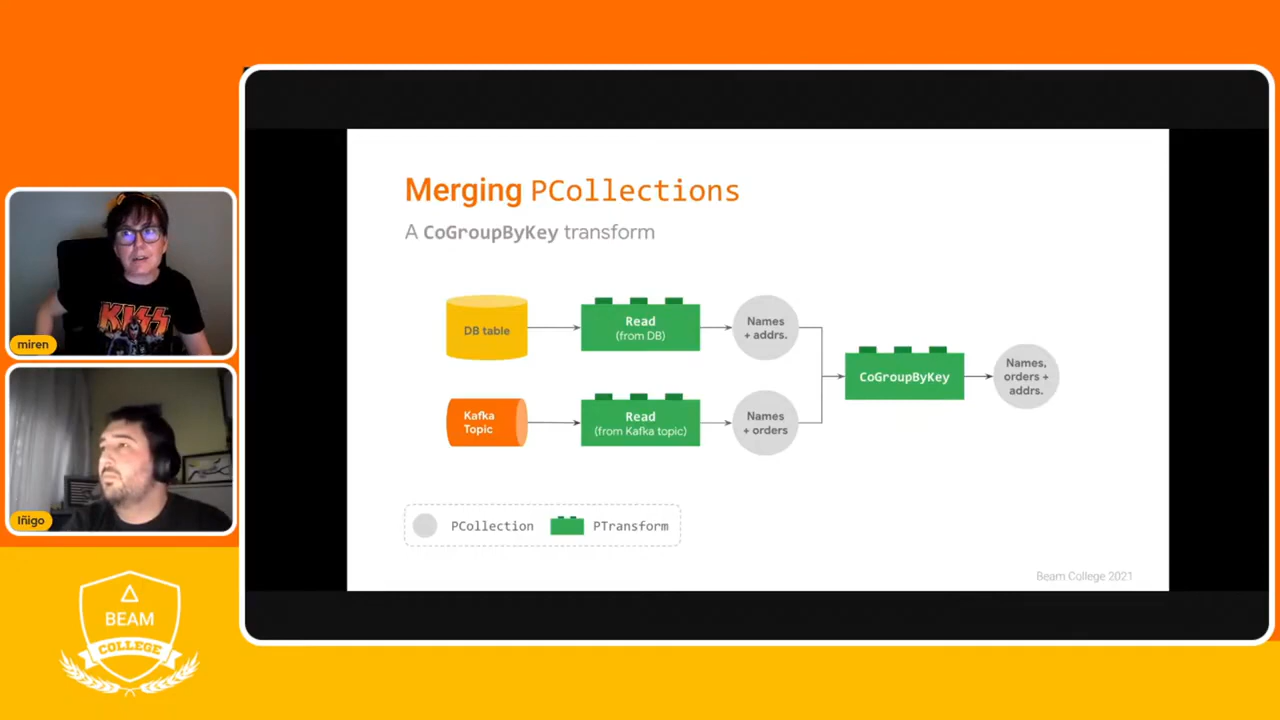 Merging PCollections
A CoGroupByKey transform
DB table
Read
(from DB)
Names
+ addrs.
Kafka
Topic
Read
(from Kafka topic)
Names
+ orders
CoGroupByKey
Names,
orders +
addrs.
PCollection
PTransform
Beam College 2021
KISS
miren
Iñigo
BEAM
COLLEGE